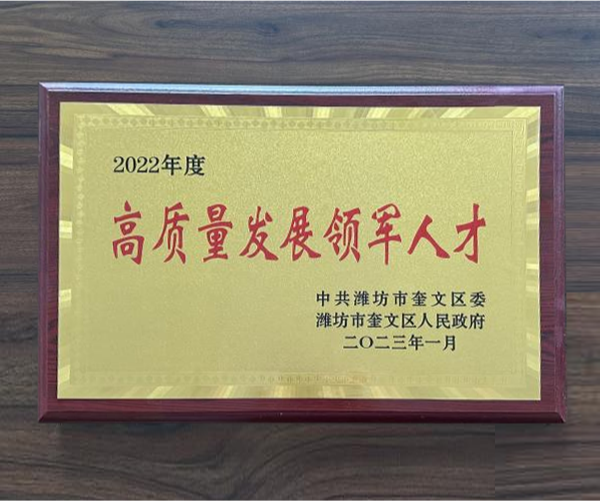 2022年度
高质量发展领军人才
中共潍坊市奎文区委
潍坊市奎文区人民政府
二〇二三年一月